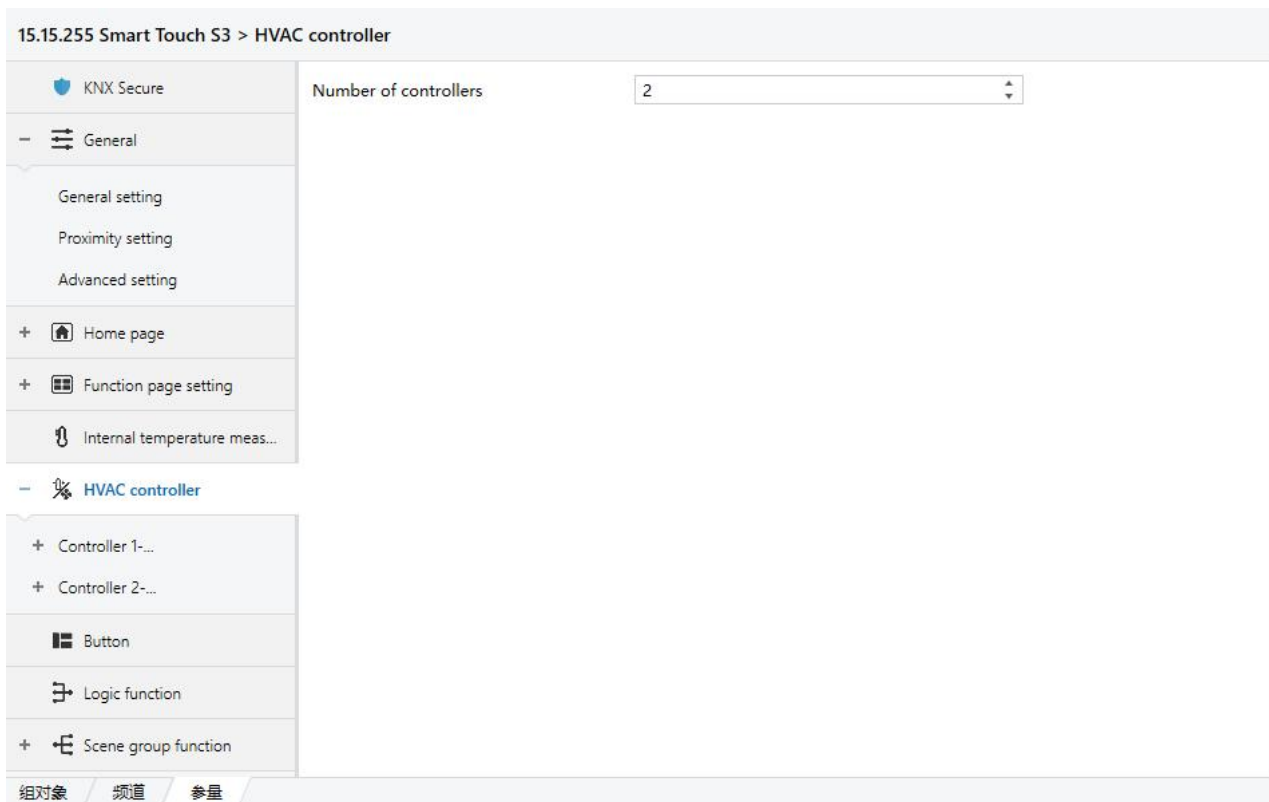 15.15.255 Smart Touch S3 > HVAC controller
KNX Secure
Number of controllers 2
General
General setting
Proximity setting
Advanced setting
Home page
Function page setting
Internal temperature meas...
HVAC controller
Controller 1-...
Controller 2-...
Button
Logic function
Scene group function
组对象 频道 参量